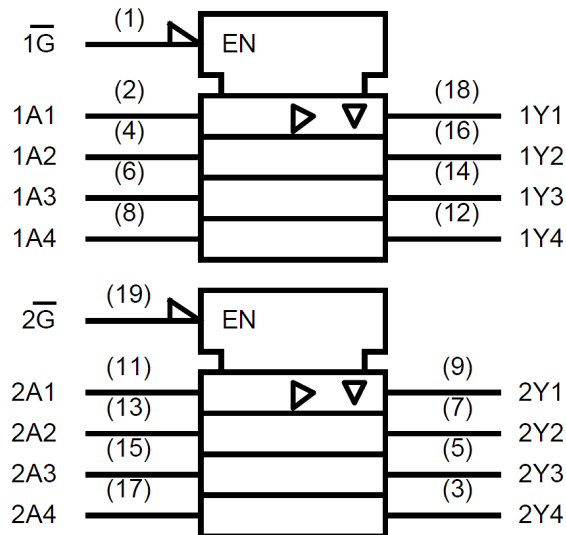 (1)
1G̅ EN
(2) (18)
1A1 1Y1
(4) (16)
1A2 1Y2
(6) (14)
1A3 1Y3
(8) (12)
1A4 1Y4
(19)
2G̅ EN
(11) (9)
2A1 2Y1
(13) (7)
2A2 2Y2
(15) (5)
2A3 2Y3
(17) (3)
2A4 2Y4